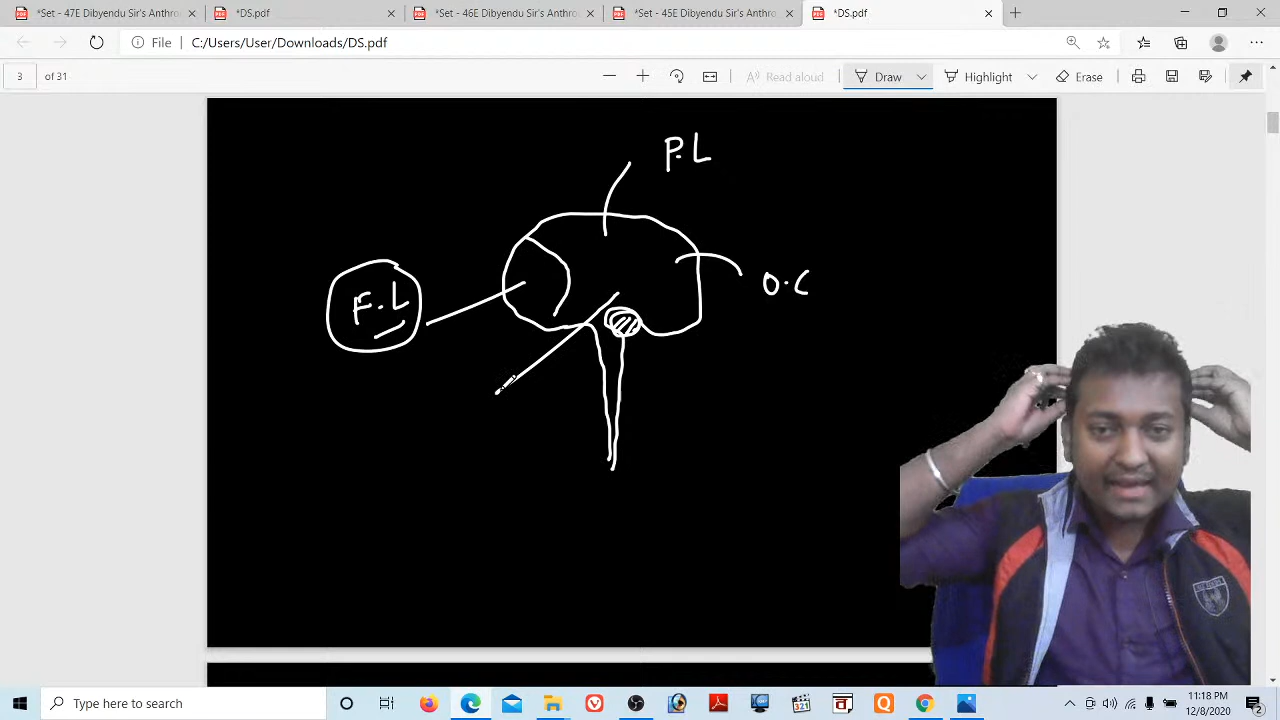 *Set - 47E Dibyendu Sir's Anthro
*DS.pdf
*Set - 46E Dibyendu Sir's Anthro
*Set - 45E Dibyendu Sir's Anthro
*DS.pdf
File
C:/Users/User/Downloads/DS.pdf
3 of 31
Read aloud
Draw
Highlight
Erase
P.L
F.L
O.C
Type here to search
321
11:18 PM
12/8/2020
2